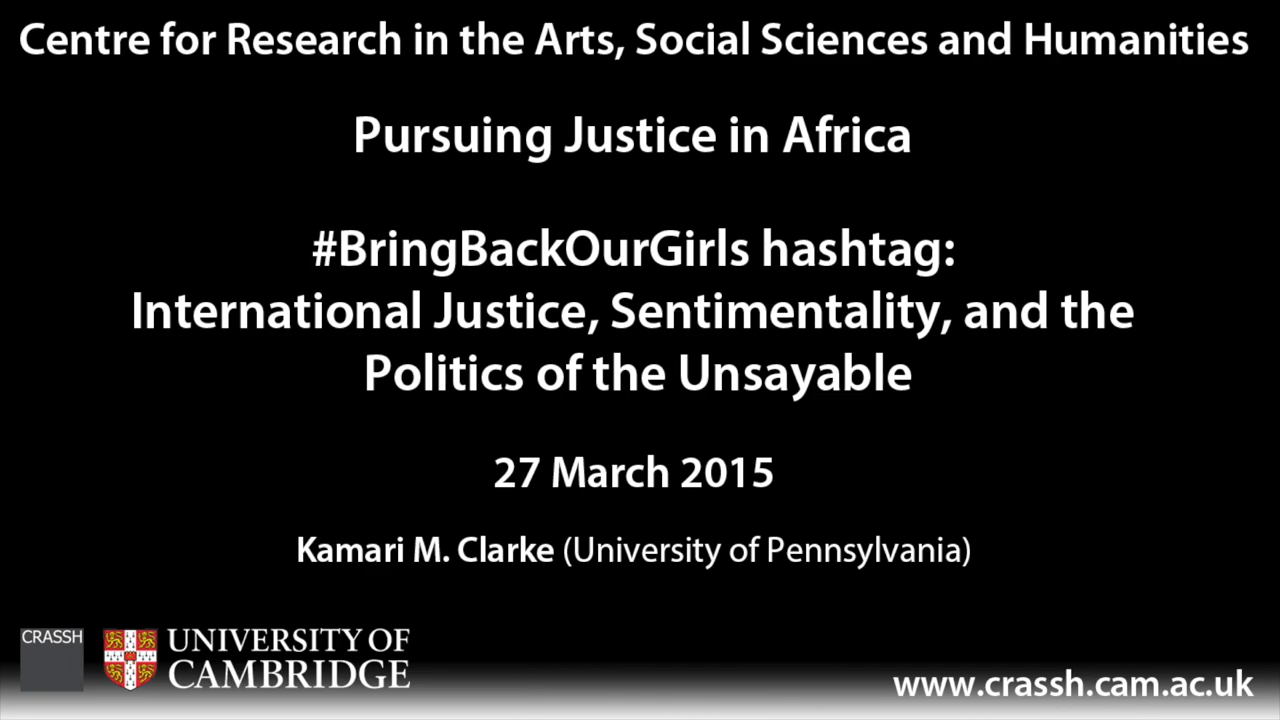 Centre for Research in the Arts, Social Sciences and Humanities
Pursuing Justice in Africa
#BringBackOurGirls hashtag:
International Justice, Sentimentality, and the
Politics of the Unsayable
27 March 2015
Kamari M. Clarke (University of Pennsylvania)
CRASSH
UNIVERSITY OF
CAMBRIDGE
www.crassh.cam.ac.uk